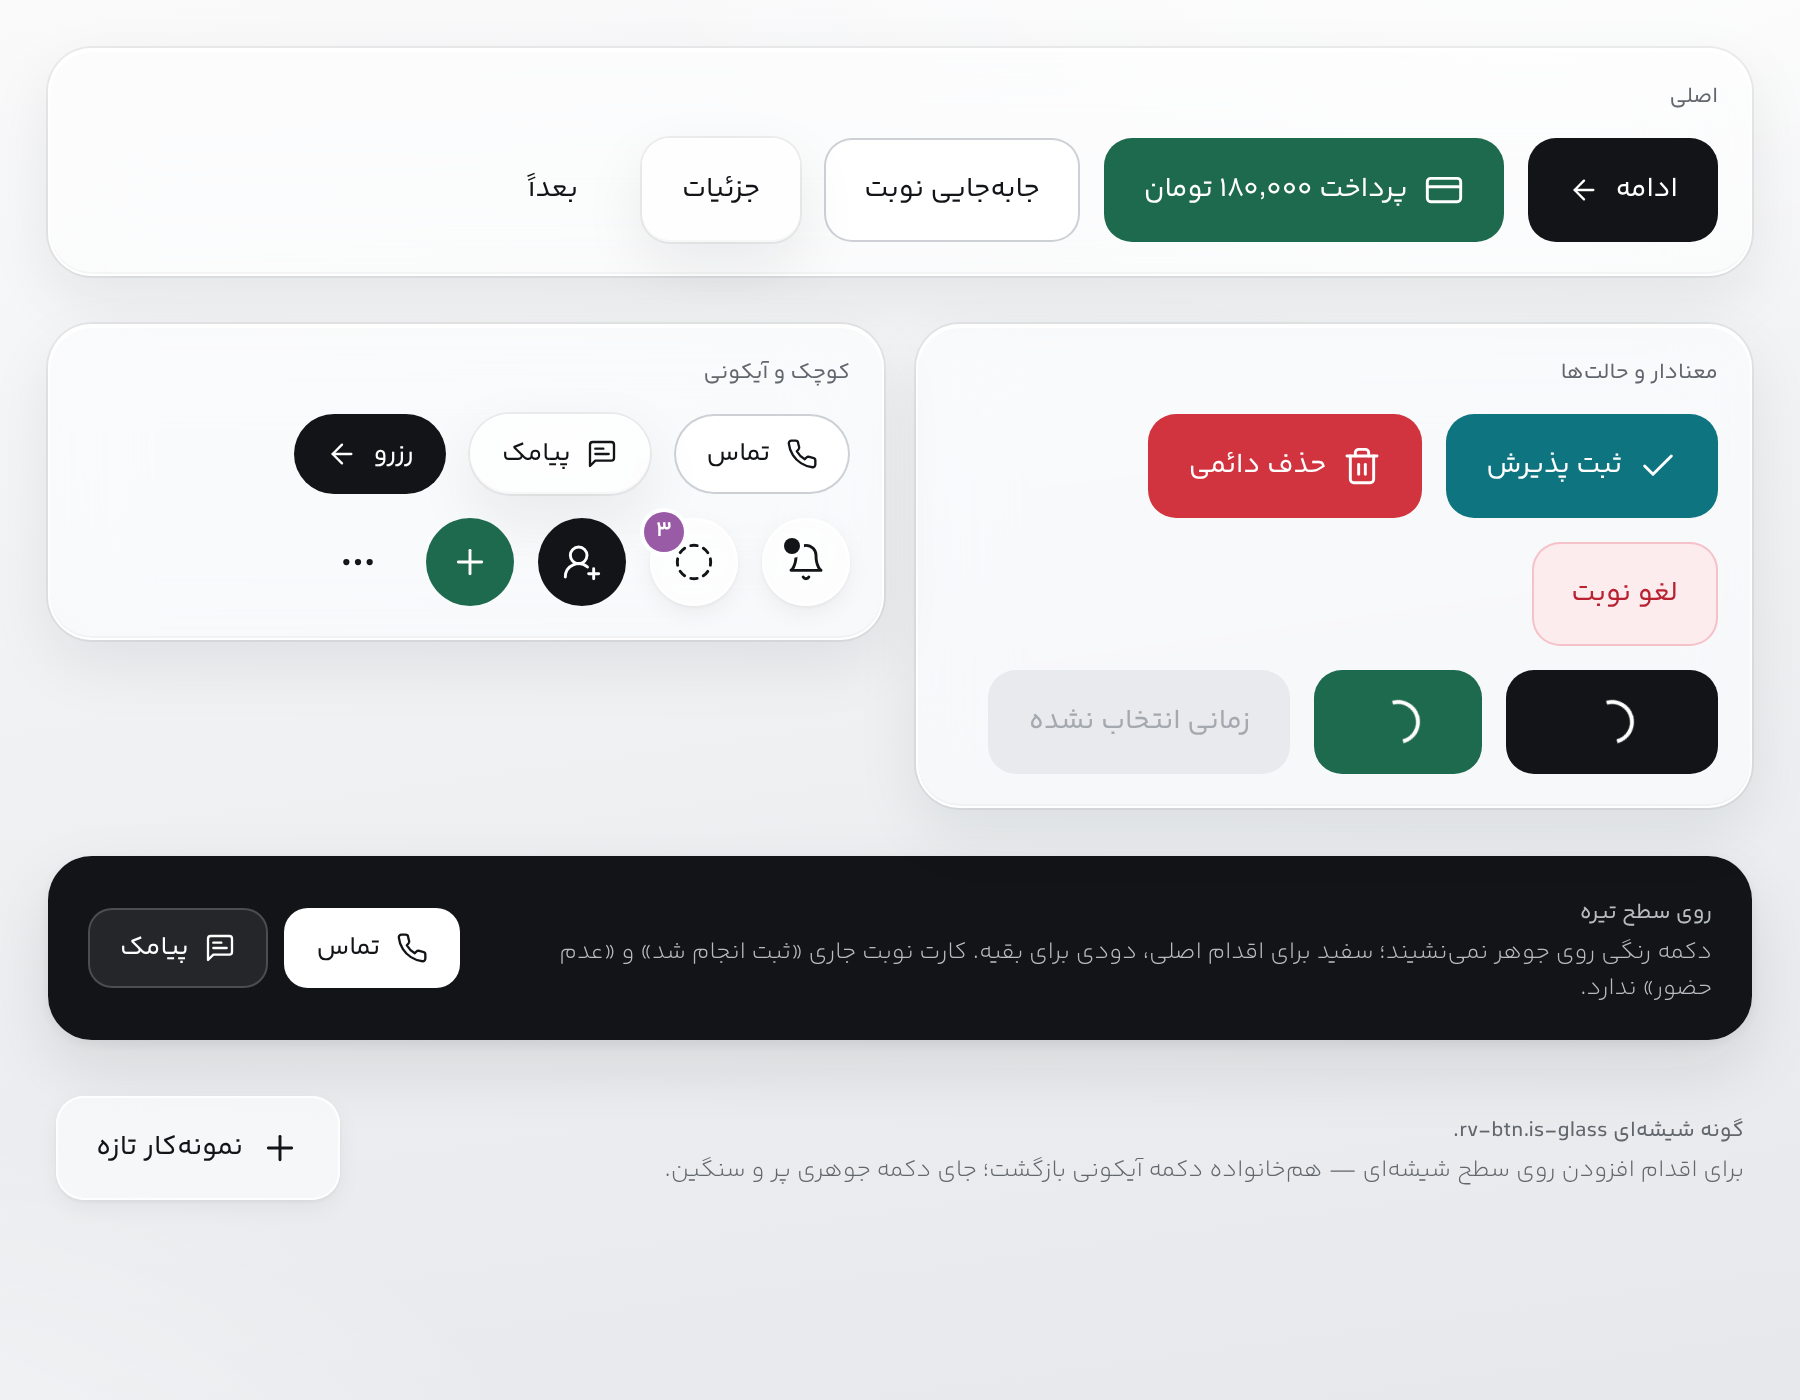 اصلی
ادامه
پرداخت ۱۸۰,۰۰۰ تومان
جابه‌جایی نوبت
جزئیات
بعداً
معنادار و حالت‌ها
ثبت پذیرش
حذف دائمی
لغو نوبت
زمانی انتخاب نشده
کوچک و آیکونی
تماس
پیامک
رزرو
۳
روی سطح تیره
دکمه رنگی روی جوهر نمی‌نشیند؛ سفید برای اقدام اصلی، دودی برای بقیه. کارت نوبت جاری «ثبت انجام شد» و «عدم
حضور» ندارد.
تماس
پیامک
گونه شیشه‌ای rv-btn.is-glass.
برای اقدام افزودن روی سطح شیشه‌ای — هم‌خانواده دکمه آیکونی بازگشت؛ جای دکمه جوهری پر و سنگین.
نمونه‌کار تازه